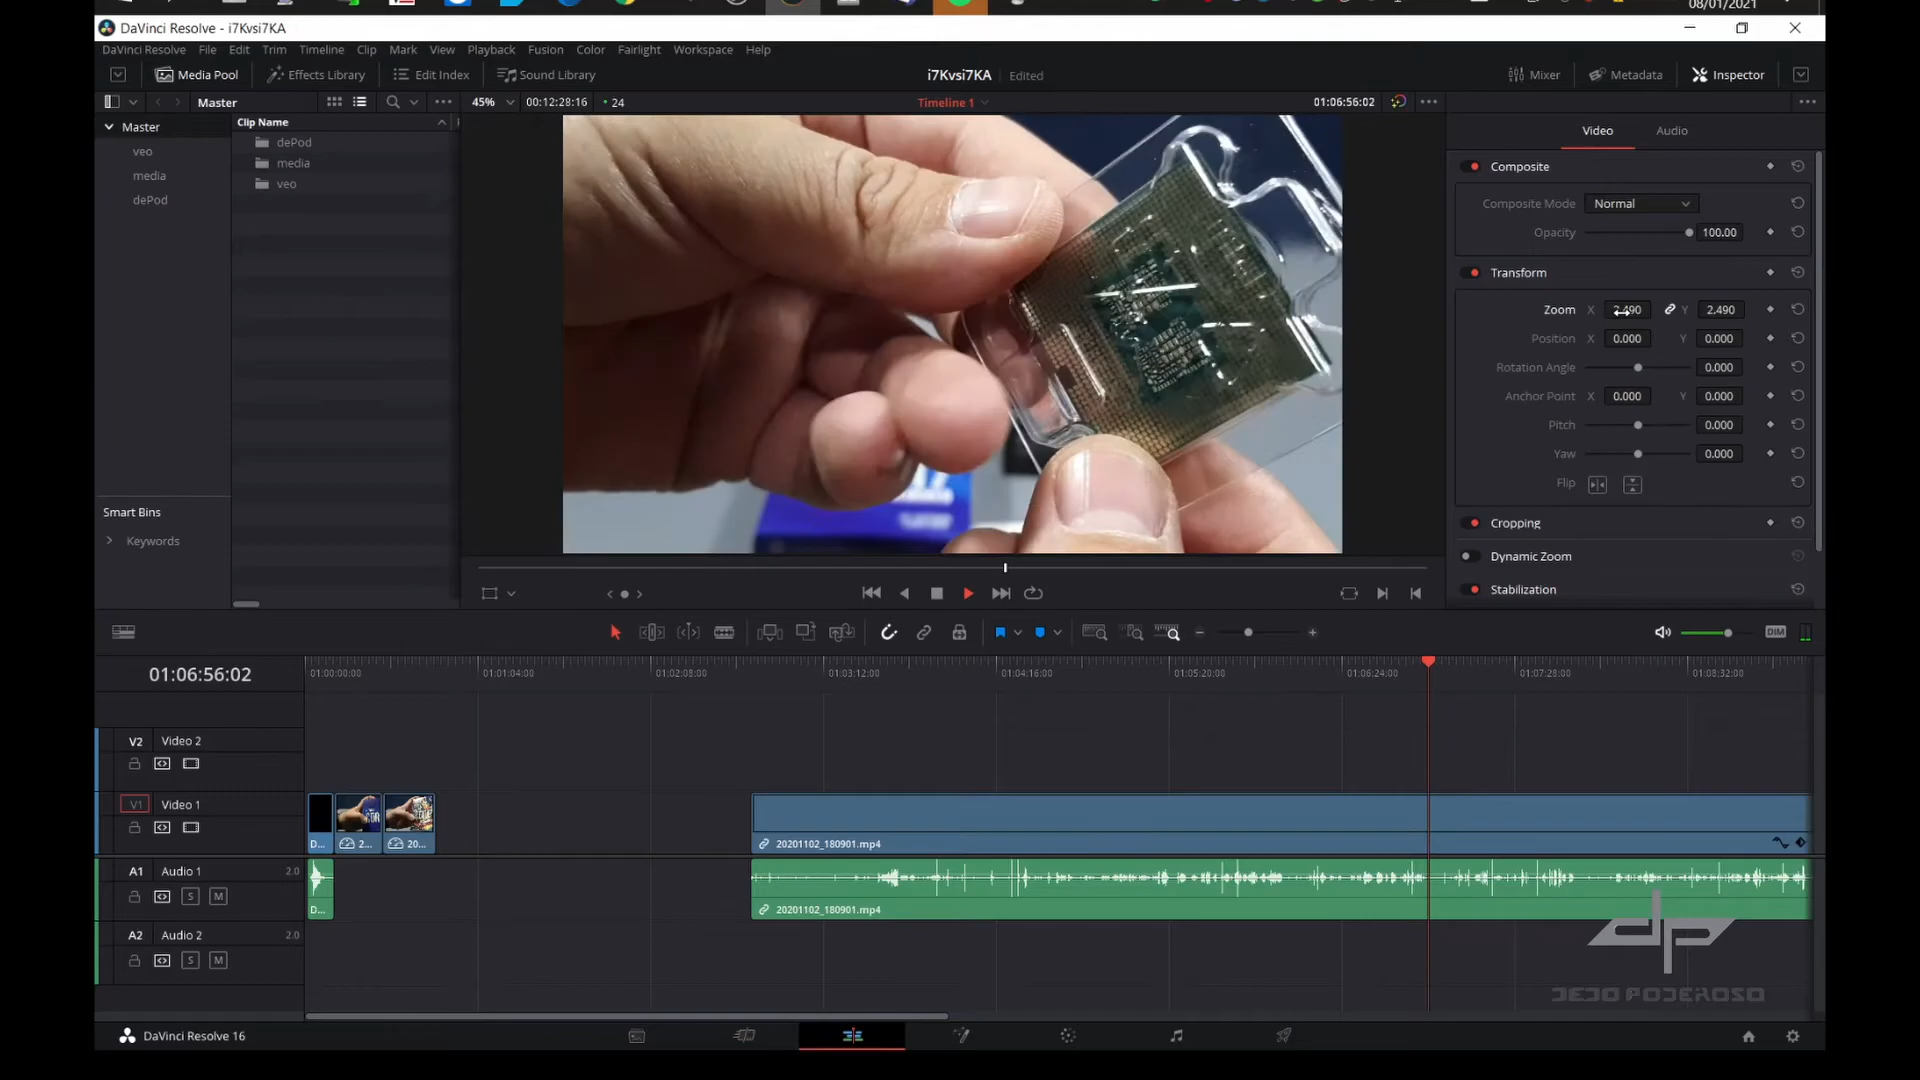 08/01/2021
DaVinci Resolve - i7Kvsi7KA
DaVinci Resolve File Edit Trim Timeline Clip Mark View Playback Fusion Color Fairlight Workspace Help
Media Pool Effects Library Edit Index Sound Library i7Kvsi7KA Edited Mixer Metadata Inspector
Master 45% 00:12:28:16 24 Timeline 1 01:06:56:02
Master
veo
media
dePod
Clip Name
dePod
media
veo
Smart Bins
Keywords
Video Audio
Composite
Composite Mode Normal
Opacity 100.00
Transform
Zoom X 2.490 Y 2.490
Position X 0.000 Y 0.000
Rotation Angle 0.000
Anchor Point X 0.000 Y 0.000
Pitch 0.000
Yaw 0.000
Flip
Cropping
Dynamic Zoom
Stabilization
DIM
01:06:56:02 01:00:00:00 01:01:04:00 01:02:08:00 01:03:12:00 01:04:16:00 01:05:20:00 01:06:24:00 01:07:28:00 01:08:32:00
V2 Video 2
V1 Video 1
D... 2... 20... 20201102_180901.mp4
A1 Audio 1 2.0
S M
D... 20201102_180901.mp4
A2 Audio 2 2.0
S M
dp
DaVinci Resolve 16